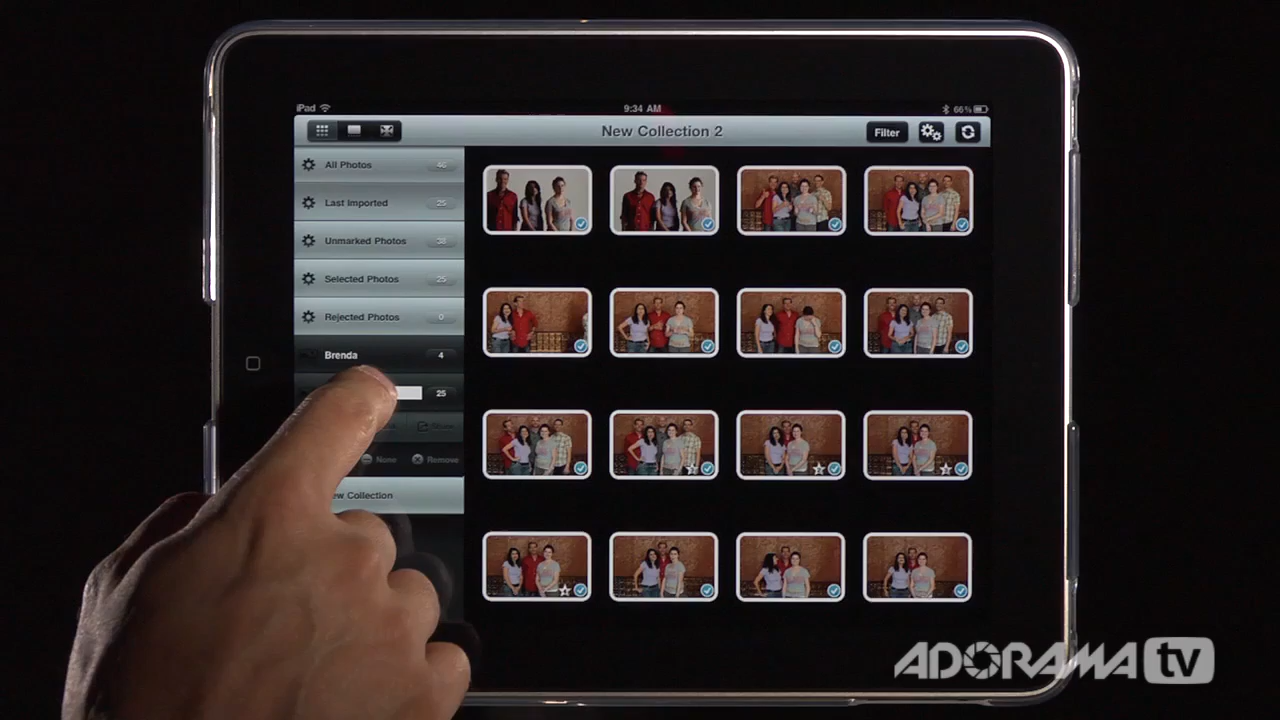 iPad 9:34 AM 66%
New Collection 2 Filter
All Photos 46
Last Imported 25
Unmarked Photos
Selected Photos 25
Rejected Photos 0
Brenda 4
25
Share
None Remove
ew Collection
ADORAMA tv